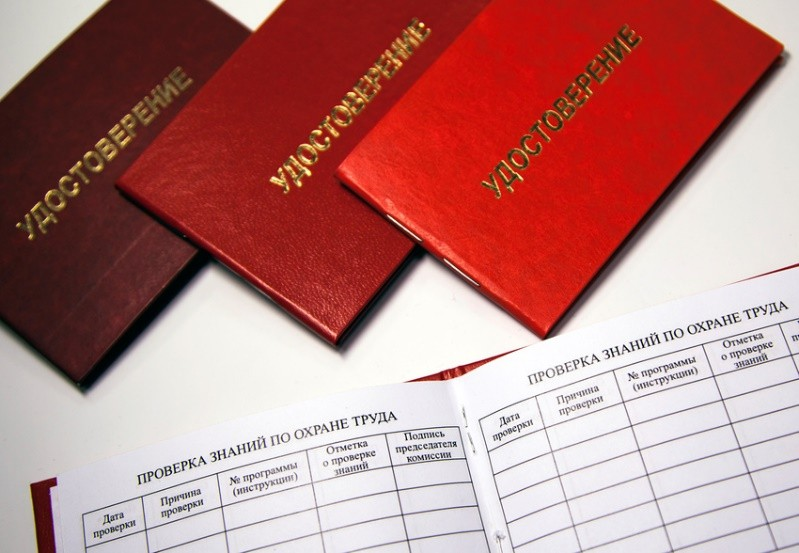 УДОСТОВЕРЕНИЕ
УДОСТОВЕРЕНИЕ
УДОСТОВЕРЕНИЕ
ПРОВЕРКА ЗНАНИЙ ПО ОХРАНЕ ТРУДА
Дата
проверки
Причина
проверки
№ программы
(инструкции)
Отметка
о проверке
знаний
Подпись
председателя
комиссии
ПРОВЕРКА ЗНАНИЙ ПО ОХРАНЕ ТРУДА
Дата
проверки
Причина
проверки
№ программы
(инструкции)
Отметка
о проверке
знаний